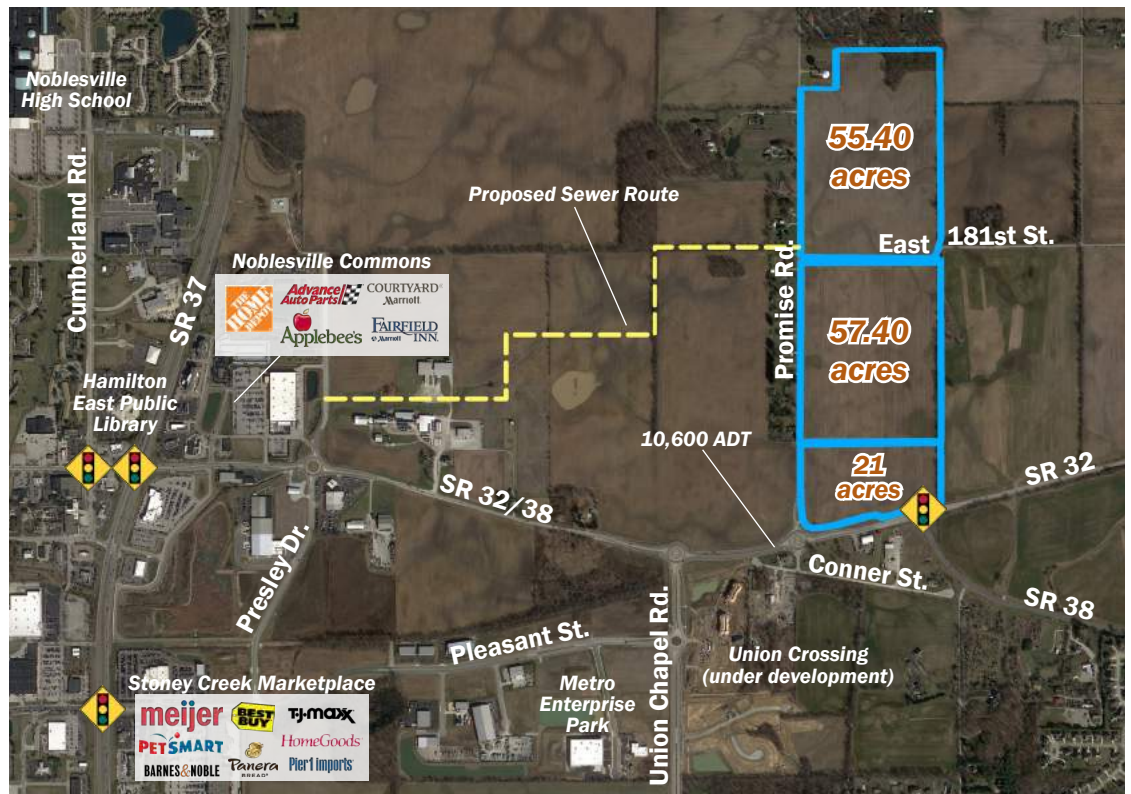 Noblesville
High School
Cumberland Rd.
SR 37
Proposed Sewer Route
55.40
acres
East 181st St.
Promise Rd.
Noblesville Commons
THE HOME DEPOT
Advance
Auto Parts
COURTYARD®
Marriott
Applebee's
FAIRFIELD
INN®
Marriott
57.40
acres
Hamilton
East Public
Library
10,600 ADT
21
acres
SR 32
SR 32/38
Presley Dr.
Conner St.
SR 38
Pleasant St.
Union Chapel Rd.
Union Crossing
(under development)
Metro
Enterprise
Park
Stoney Creek Marketplace
meijer
BEST
BUY
T·J·maxx
PETSMART
HomeGoods
BARNES&NOBLE
Panera
BREAD®
Pier1 imports®